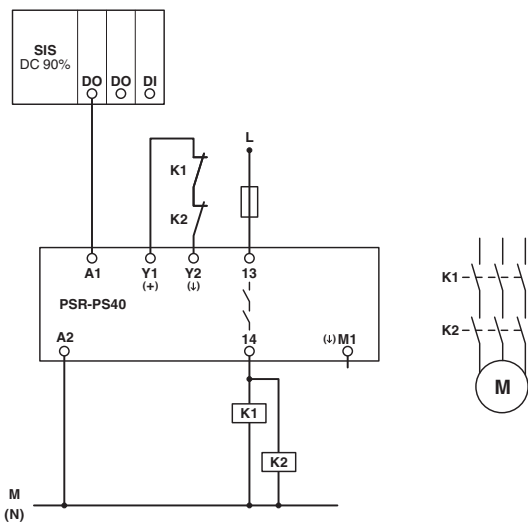 SIS
DC 90%
DO DO DI
L
K1
K2
A1 Y1 Y2 13
(+) (↓)
PSR-PS40
A2 14 (↓) M1
K1
K2
M
(N)
K1
K2
M